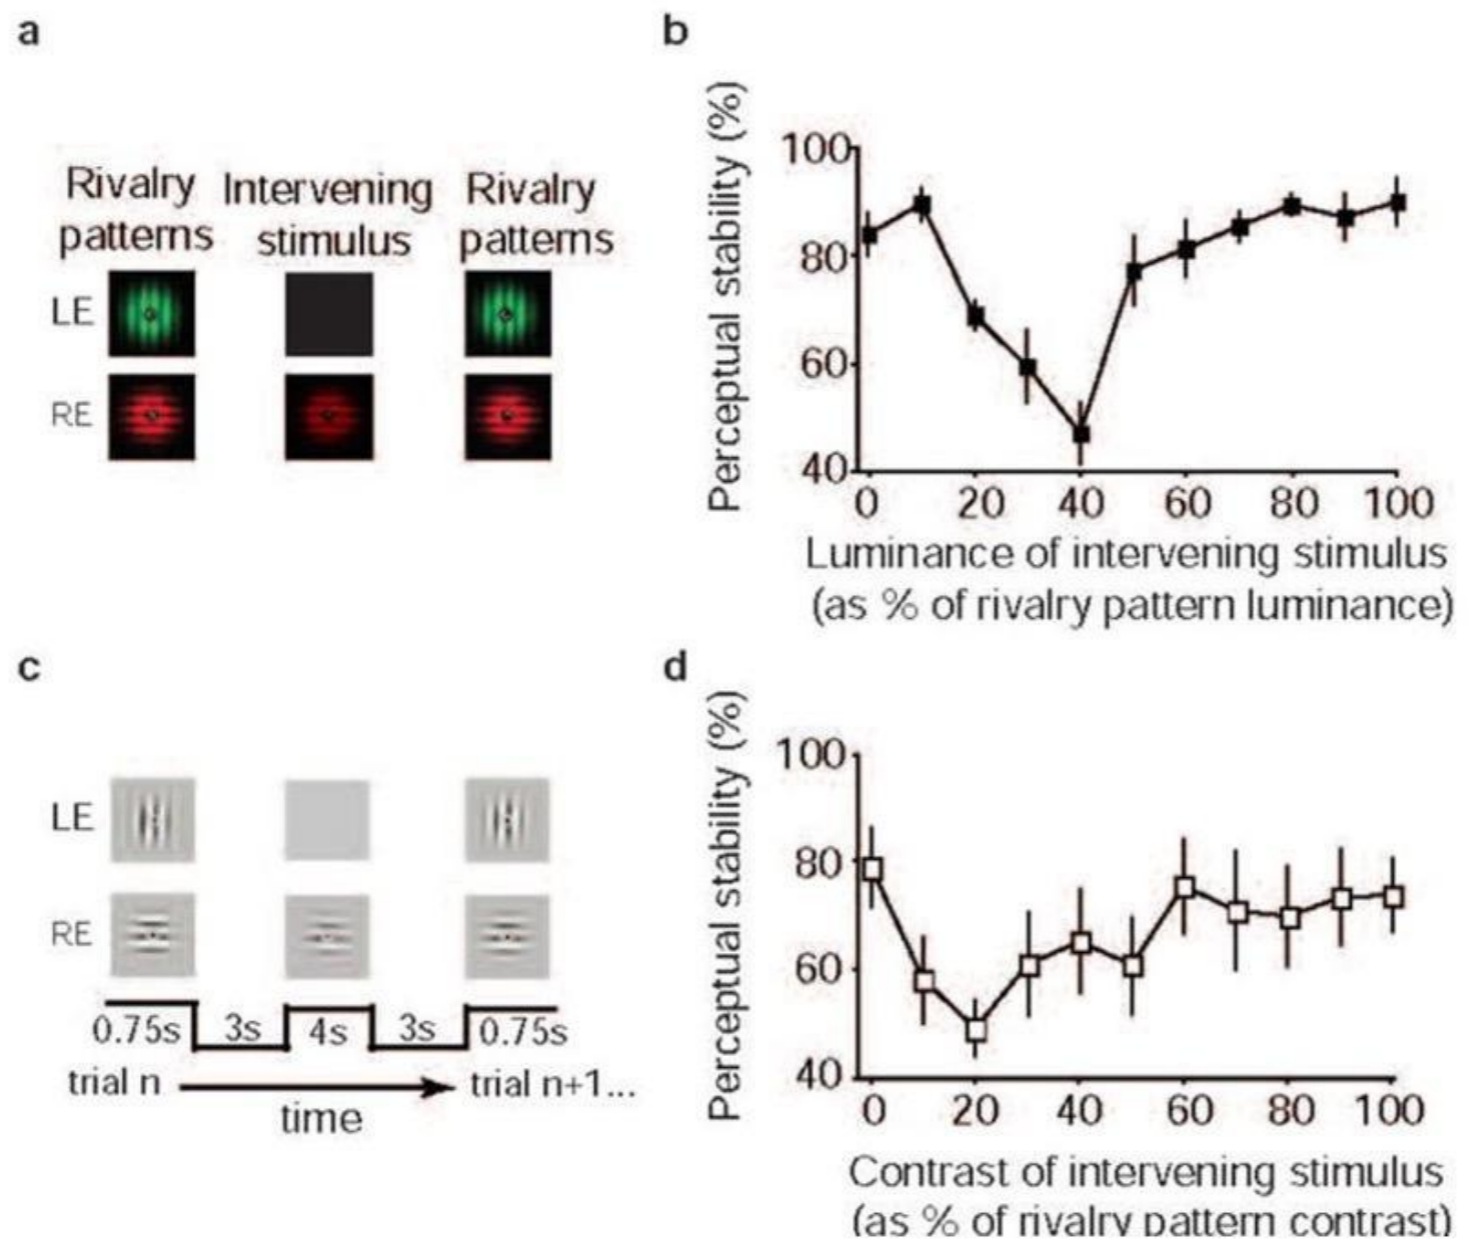 a
Rivalry patterns
Intervening stimulus
Rivalry patterns
LE
RE
b
Perceptual stability (%)
100
80
60
40
0 20 40 60 80 100
Luminance of intervening stimulus
(as % of rivalry pattern luminance)
c
LE
RE
0.75s 3s 4s 3s 0.75s
trial n
trial n+1...
time
d
Perceptual stability (%)
100
80
60
40
0 20 40 60 80 100
Contrast of intervening stimulus
(as % of rivalry pattern contrast)